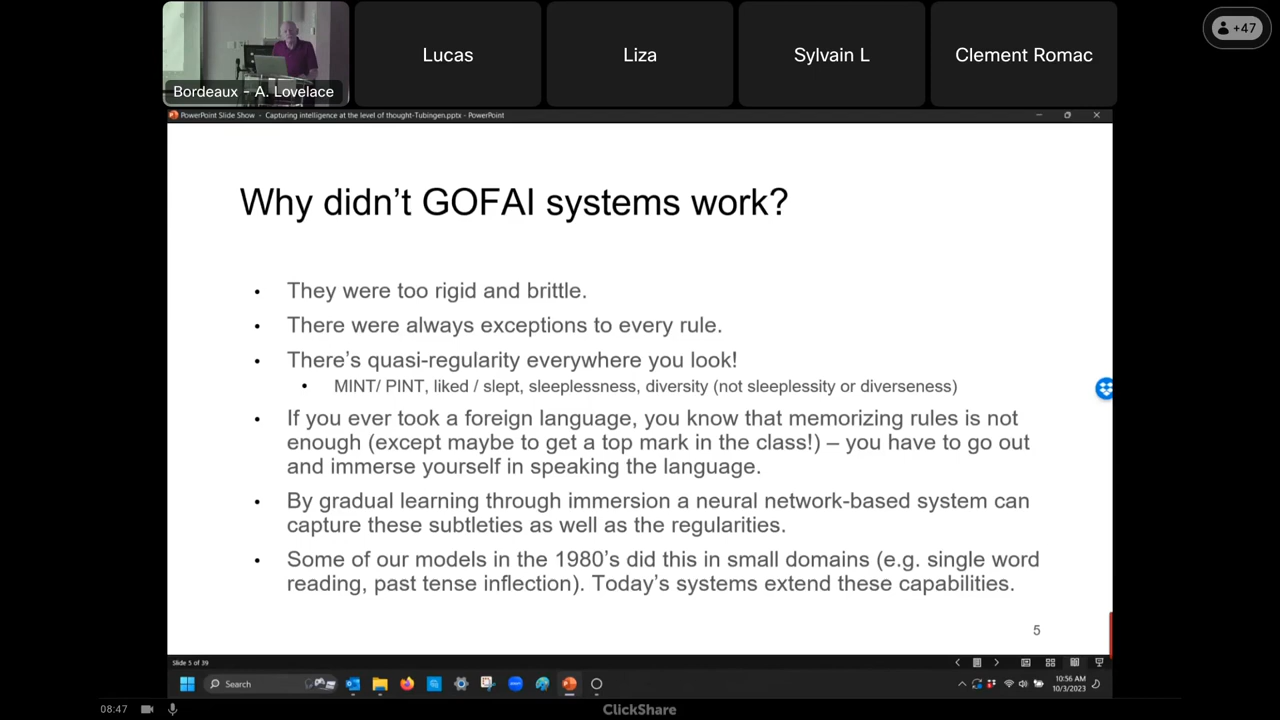 Bordeaux - A. Lovelace
Lucas
Liza
Sylvain L
Clement Romac
+47
PowerPoint Slide Show - Capturing intelligence at the level of thought-Tubingen.pptx - PowerPoint
Why didn't GOFAI systems work?
• They were too rigid and brittle.
• There were always exceptions to every rule.
• There's quasi-regularity everywhere you look!
• MINT/ PINT, liked / slept, sleeplessness, diversity (not sleeplessity or diverseness)
• If you ever took a foreign language, you know that memorizing rules is not
enough (except maybe to get a top mark in the class!) – you have to go out
and immerse yourself in speaking the language.
• By gradual learning through immersion a neural network-based system can
capture these subtleties as well as the regularities.
• Some of our models in the 1980's did this in small domains (e.g. single word
reading, past tense inflection). Today's systems extend these capabilities.
5
Slide 5 of 39
Search
10:56 AM
10/3/2023
08:47
ClickShare